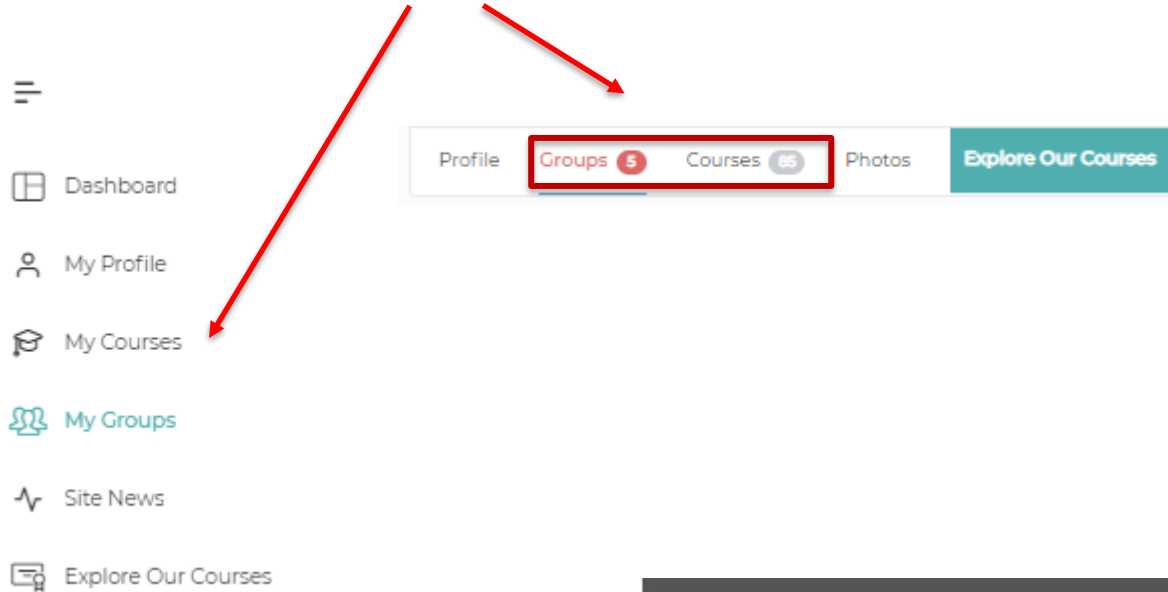 Profile Groups 5 Courses 85 Photos Explore Our Courses
Dashboard
My Profile
My Courses
My Groups
Site News
Explore Our Courses